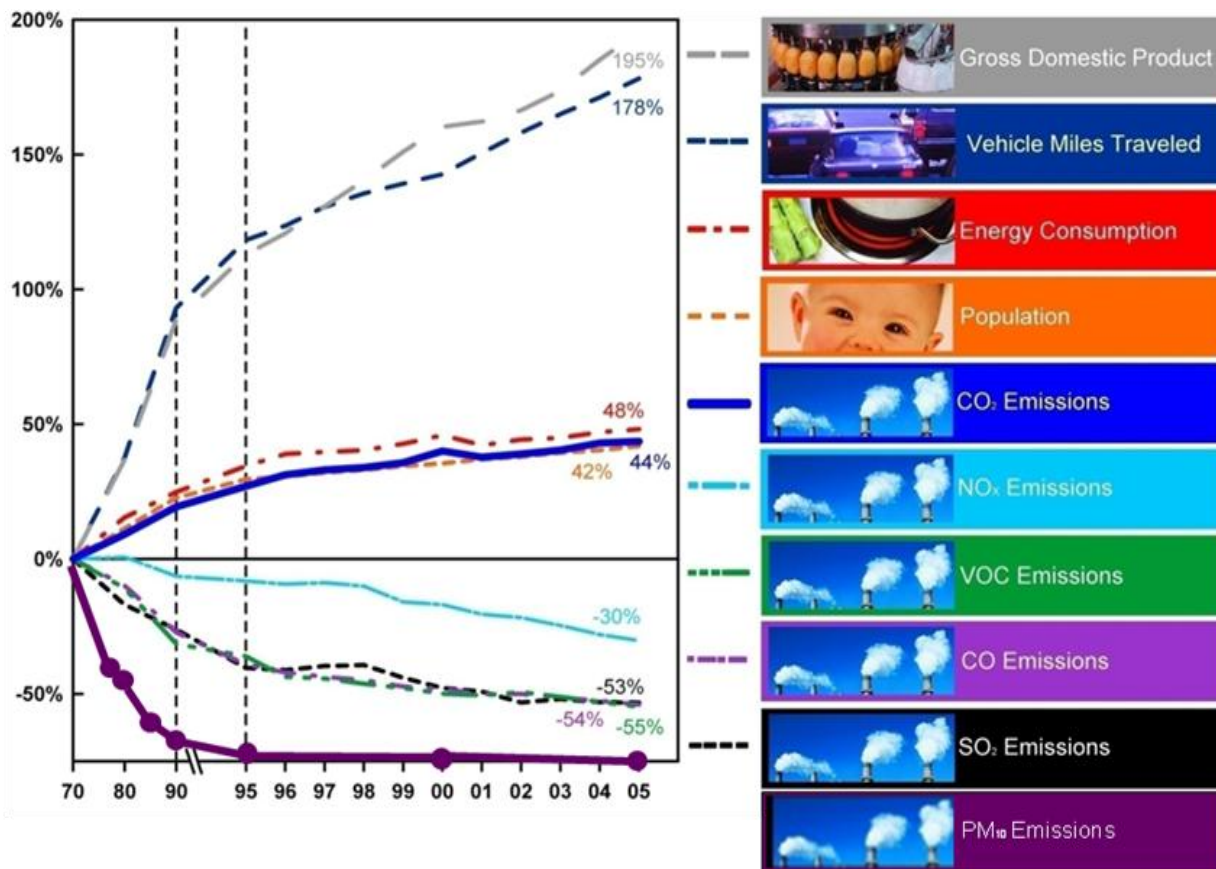 200%
150%
100%
50%
0%
-50%
195%
178%
48%
42%
44%
-30%
-53%
-54%
-55%
70 80 90 95 96 97 98 99 00 01 02 03 04 05
Gross Domestic Product
Vehicle Miles Traveled
Energy Consumption
Population
CO₂ Emissions
NOₓ Emissions
VOC Emissions
CO Emissions
SO₂ Emissions
PM₁₀ Emissions